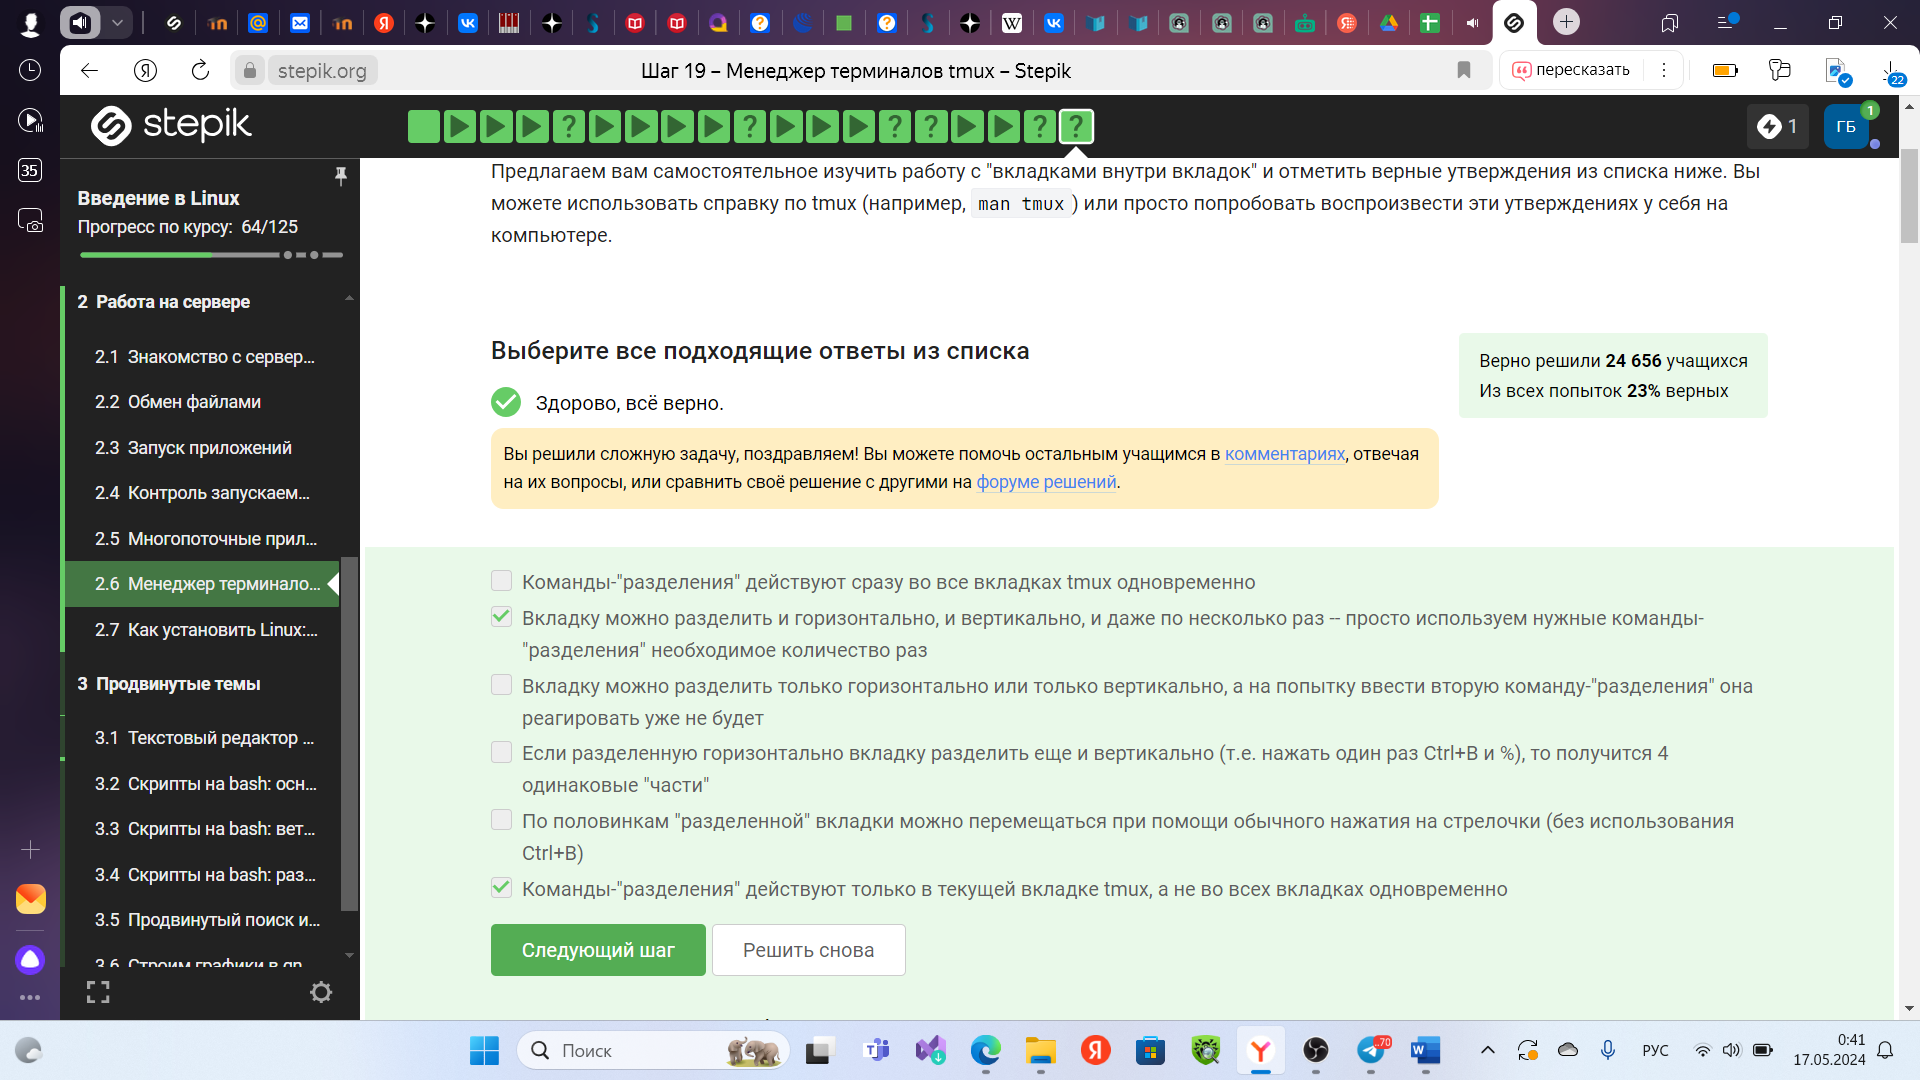 stepik.org
Шаг 19 – Менеджер терминалов tmux – Stepik
пересказать
22
35
stepik
1
ГБ
1
Введение в Linux
Прогресс по курсу: 64/125
2 Работа на сервере
2.1 Знакомство с сервер...
2.2 Обмен файлами
2.3 Запуск приложений
2.4 Контроль запускаем...
2.5 Многопоточные прил...
2.6 Менеджер терминало...
2.7 Как установить Linux:...
3 Продвинутые темы
3.1 Текстовый редактор ...
3.2 Скрипты на bash: осн...
3.3 Скрипты на bash: вет...
3.4 Скрипты на bash: раз...
3.5 Продвинутый поиск и...
3.6 Строим графики в gn...
Предлагаем вам самостоятельное изучить работу с "вкладками внутри вкладок" и отметить верные утверждения из списка ниже. Вы
можете использовать справку по tmux (например, man tmux ) или просто попробовать воспроизвести эти утверждениях у себя на
компьютере.
Выберите все подходящие ответы из списка
Здорово, всё верно.
Верно решили 24 656 учащихся
Из всех попыток 23% верных
Вы решили сложную задачу, поздравляем! Вы можете помочь остальным учащимся в комментариях, отвечая
на их вопросы, или сравнить своё решение с другими на форуме решений.
Команды-"разделения" действуют сразу во все вкладках tmux одновременно
Вкладку можно разделить и горизонтально, и вертикально, и даже по несколько раз -- просто используем нужные команды-
"разделения" необходимое количество раз
Вкладку можно разделить только горизонтально или только вертикально, а на попытку ввести вторую команду-"разделения" она
реагировать уже не будет
Если разделенную горизонтально вкладку разделить еще и вертикально (т.е. нажать один раз Ctrl+B и %), то получится 4
одинаковые "части"
По половинкам "разделенной" вкладки можно перемещаться при помощи обычного нажатия на стрелочки (без использования
Ctrl+B)
Команды-"разделения" действуют только в текущей вкладке tmux, а не во всех вкладках одновременно
Следующий шаг
Решить снова
Поиск
РУС
0:41
17.05.2024